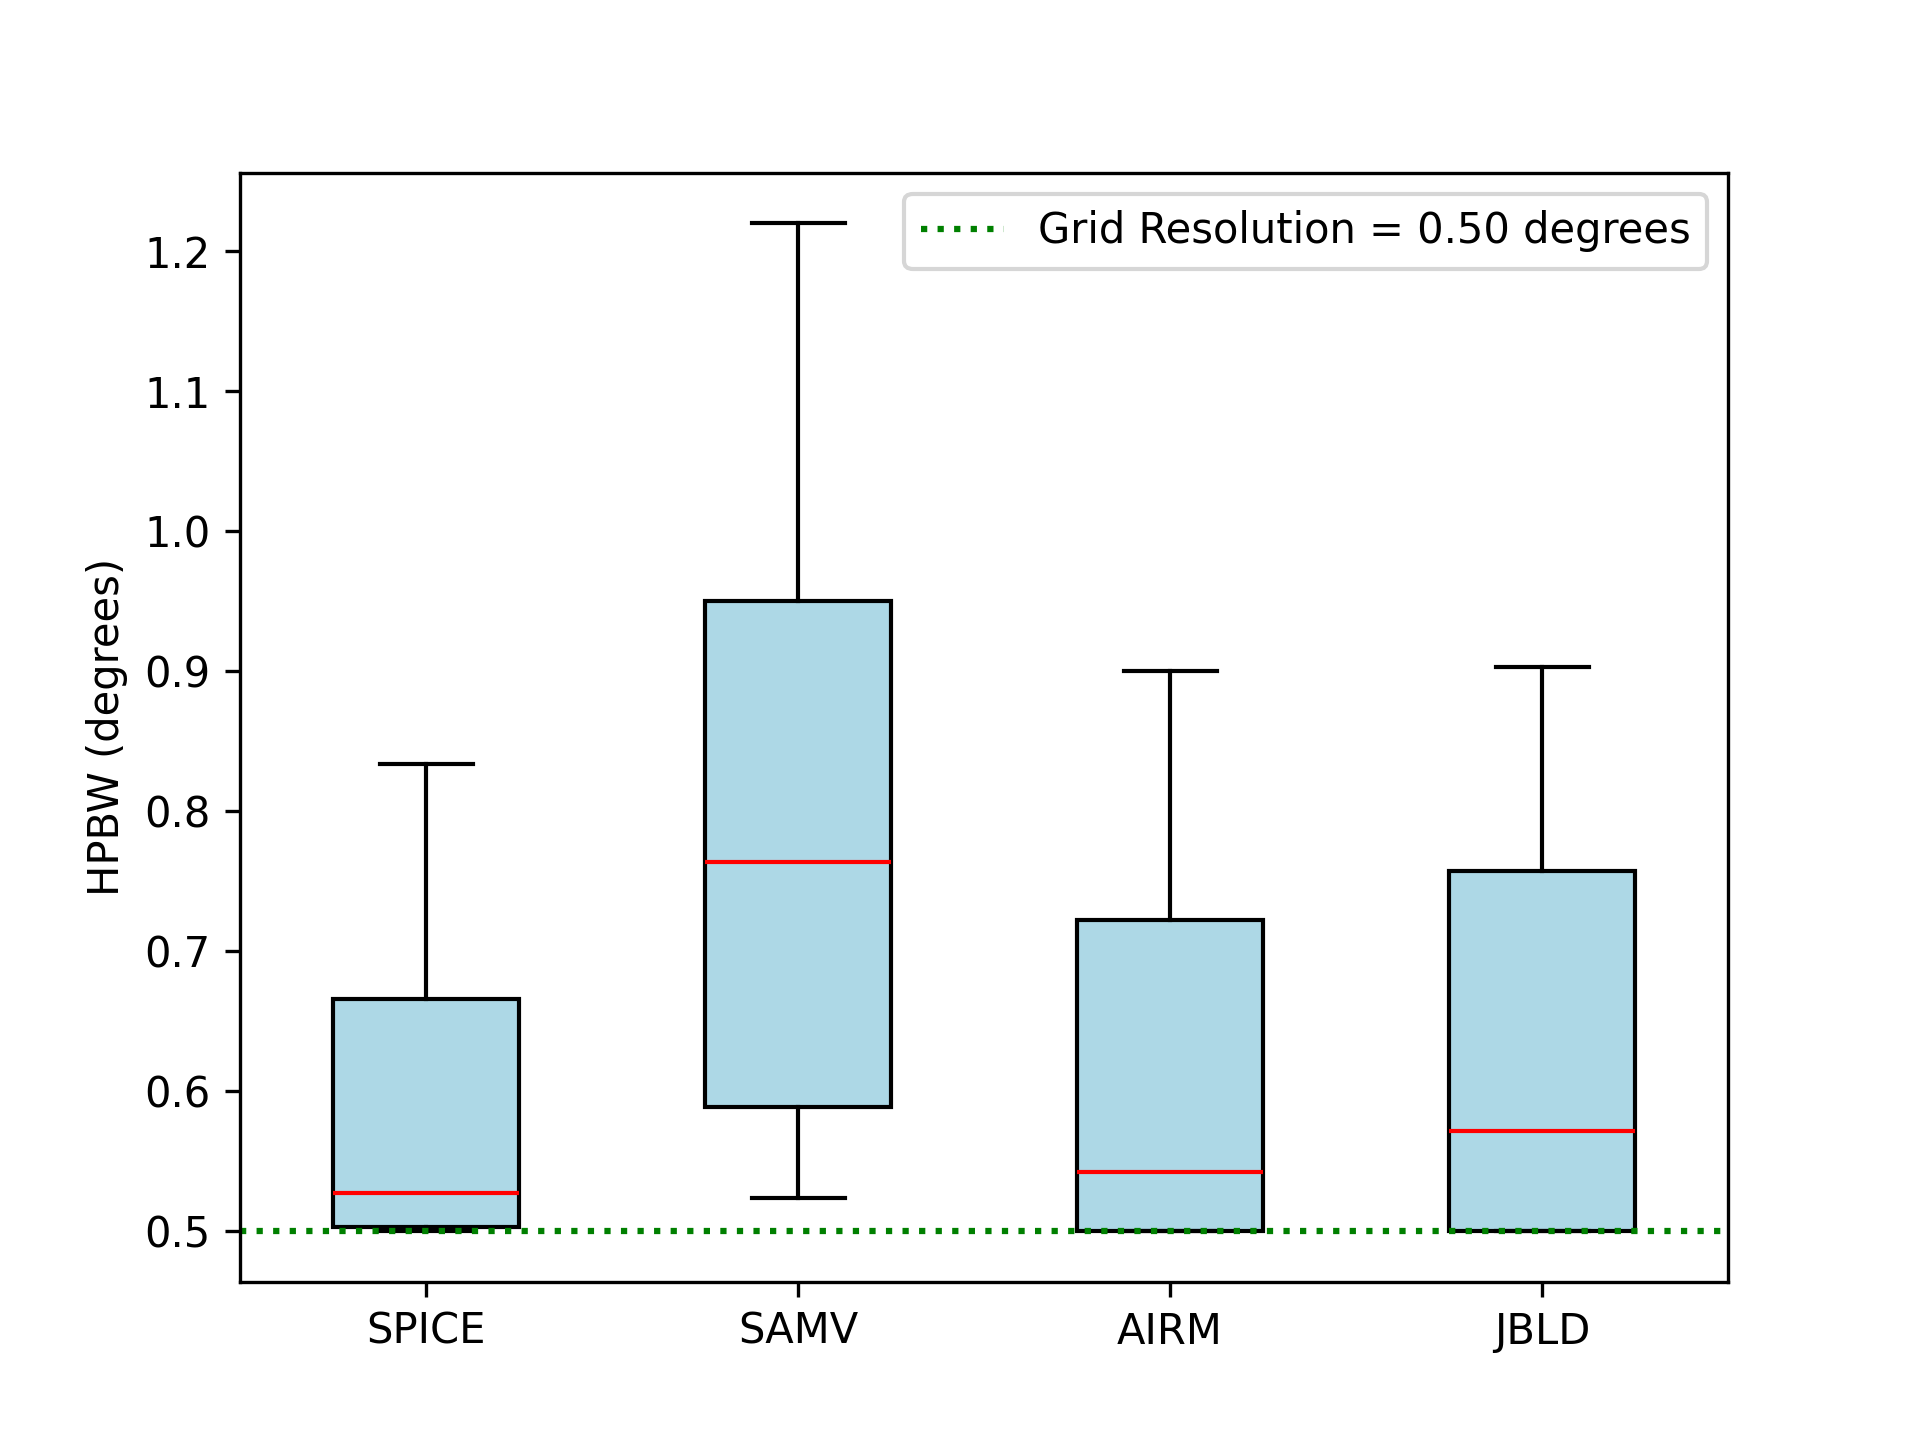 Grid Resolution = 0.50 degrees
HPBW (degrees)
1.2
1.1
1.0
0.9
0.8
0.7
0.6
0.5
SPICE SAMV AIRM JBLD